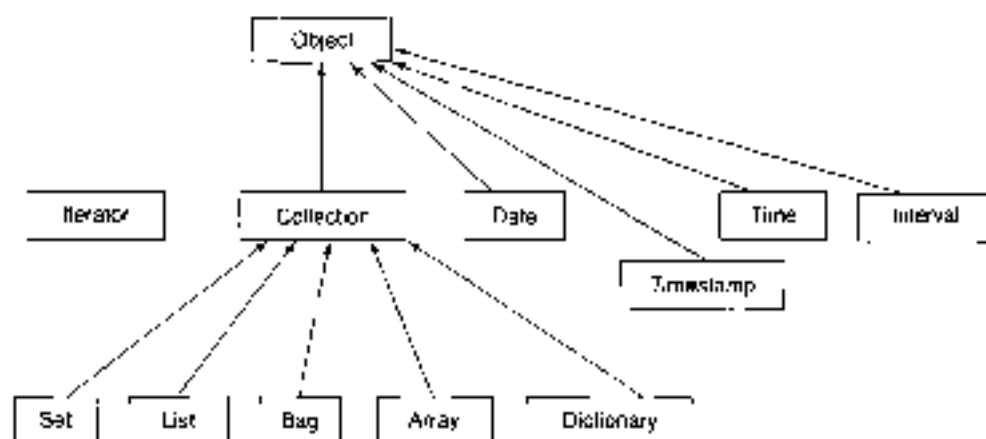 Object
Iterator
Collection
Date
Time
Interval
Timestamp
Set
List
Bag
Array
Dictionary